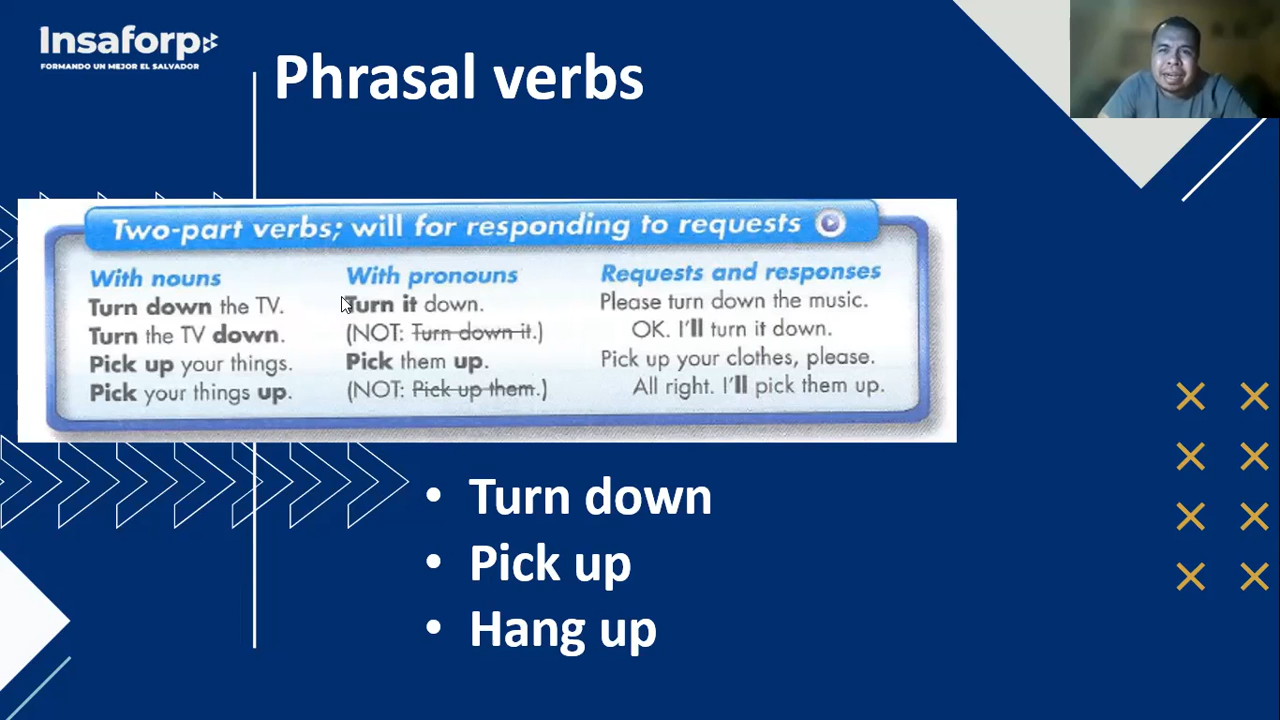 Insaforp
FORMANDO UN MEJOR EL SALVADOR
Phrasal verbs
Two-part verbs; will for responding to requests
With nouns
Turn down the TV.
Turn the TV down.
Pick up your things.
Pick your things up.
With pronouns
Turn it down.
(NOT: Turn down it.)
Pick them up.
(NOT: Pick up them.)
Requests and responses
Please turn down the music.
OK. I'll turn it down.
Pick up your clothes, please.
All right. I'll pick them up.
• Turn down
• Pick up
• Hang up